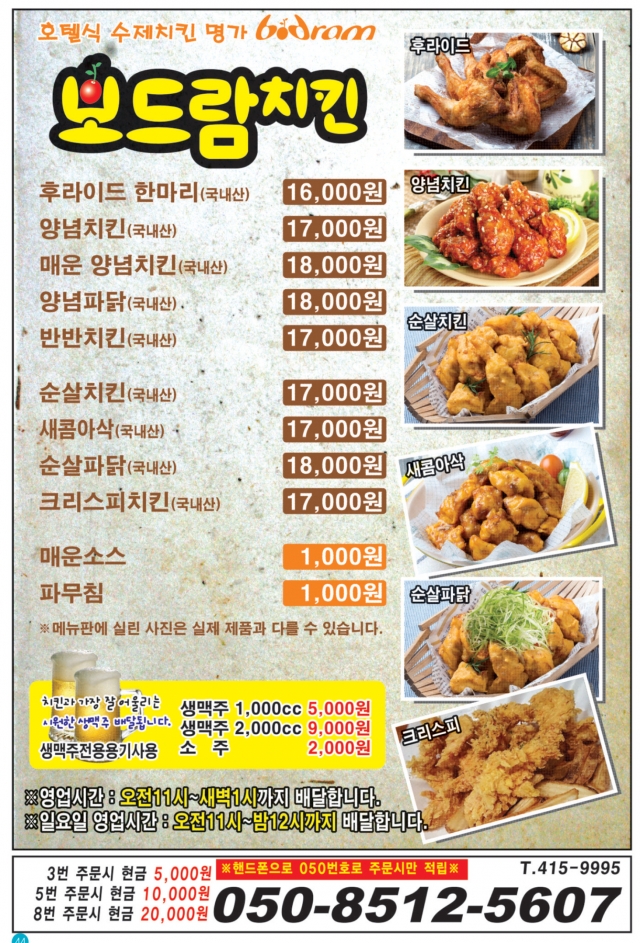 호텔식 수제치킨 명가 bodram
보드람치킨
후라이드 한마리(국내산) 16,000원
양념치킨(국내산) 17,000원
매운 양념치킨(국내산) 18,000원
양념파닭(국내산) 18,000원
반반치킨(국내산) 17,000원
순살치킨(국내산) 17,000원
새콤아삭(국내산) 17,000원
순살파닭(국내산) 18,000원
크리스피치킨(국내산) 17,000원
매운소스 1,000원
파무침 1,000원
※메뉴판에 실린 사진은 실제 제품과 다를 수 있습니다.
후라이드
양념치킨
순살치킨
새콤아삭
순살파닭
크리스피
치킨과 가장 잘 어울리는
시원한 생맥주 배달됩니다.
생맥주전용용기사용
생맥주 1,000cc 5,000원
생맥주 2,000cc 9,000원
소 주 2,000원
※영업시간 : 오전11시~새벽1시까지 배달합니다.
※일요일 영업시간 : 오전11시~밤12시까지 배달합니다.
3번 주문시 현금 5,000원
5번 주문시 현금 10,000원
8번 주문시 현금 20,000원
※핸드폰으로 050번호로 주문시만 적립※
T.415-9995
050-8512-5607
44